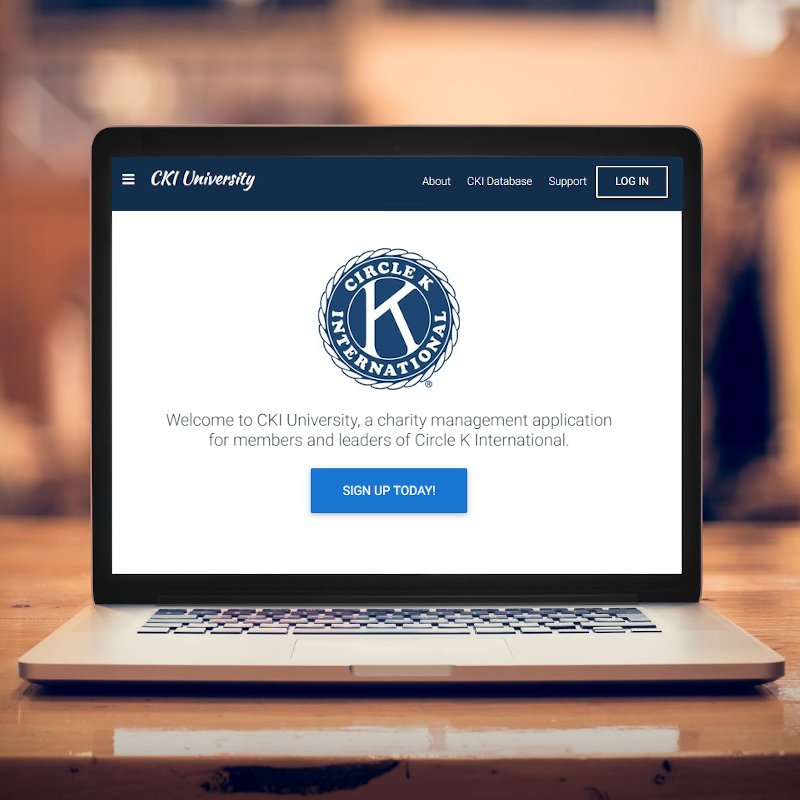 CKI University
About CKI Database Support LOG IN
CIRCLE K
K
INTERNATIONAL
®
Welcome to CKI University, a charity management application
for members and leaders of Circle K International.
SIGN UP TODAY!